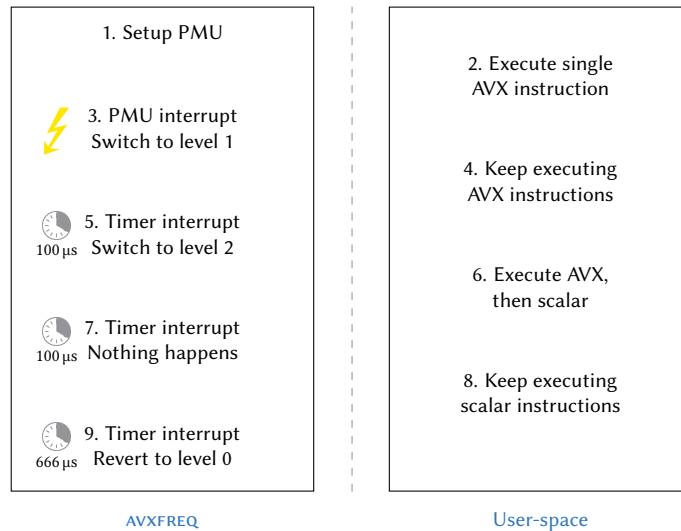 1. Setup PMU
2. Execute single
AVX instruction
3. PMU interrupt
Switch to level 1
4. Keep executing
AVX instructions
5. Timer interrupt
100 µs
Switch to level 2
6. Execute AVX,
then scalar
7. Timer interrupt
100 µs
Nothing happens
8. Keep executing
scalar instructions
9. Timer interrupt
666 µs
Revert to level 0
AVXFREQ
User-space